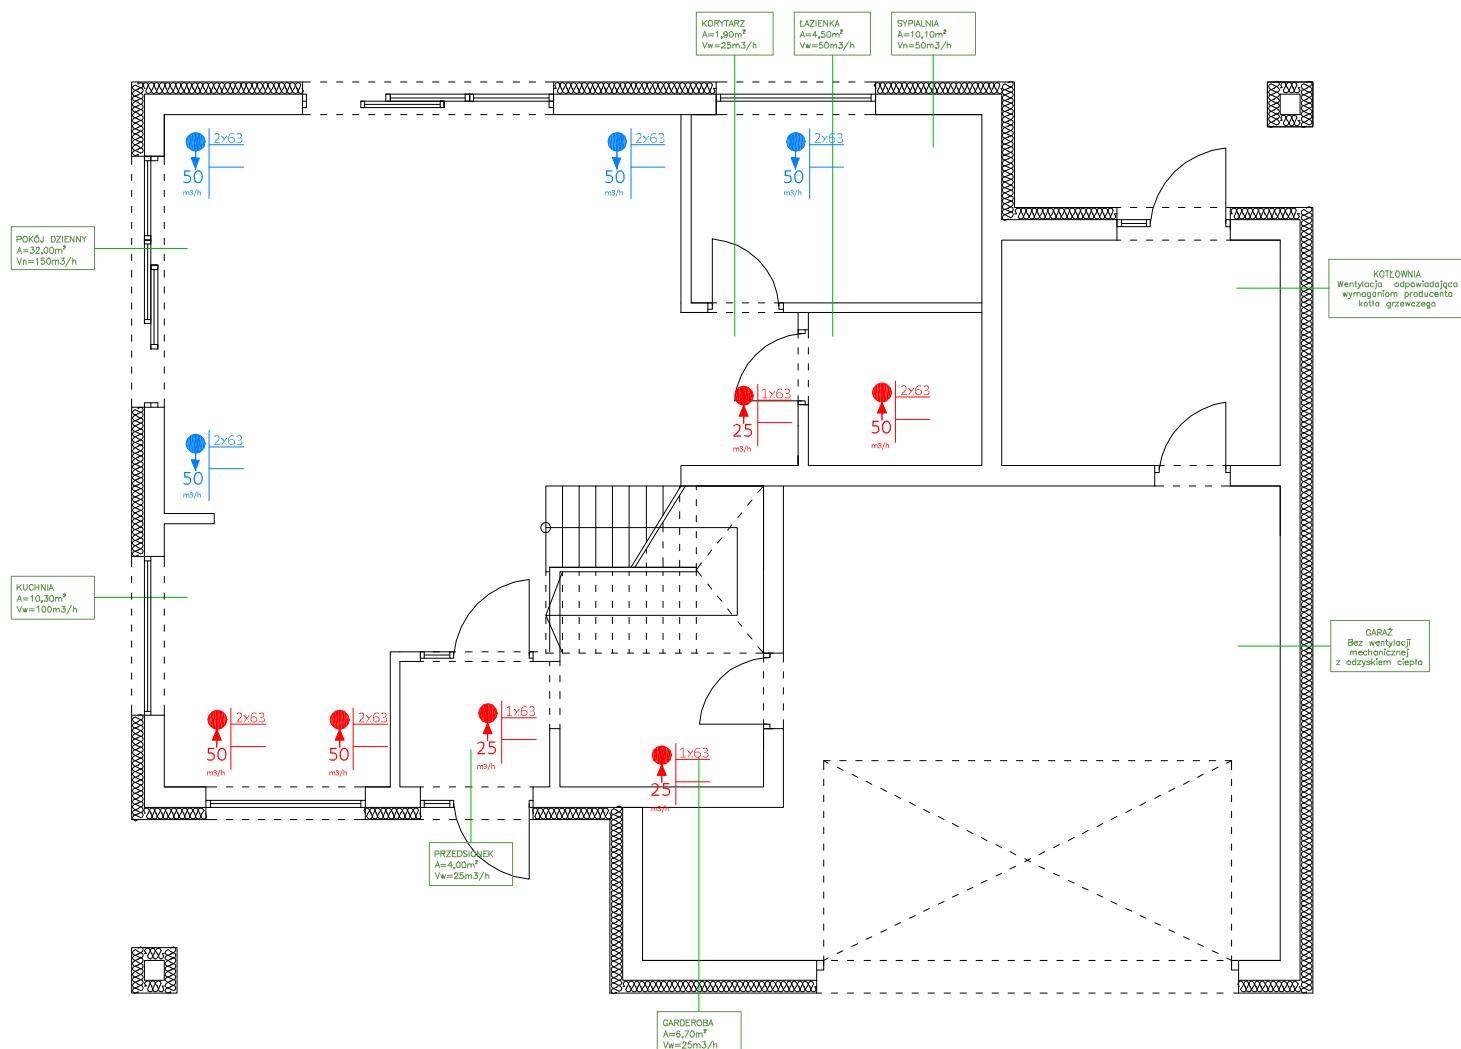 KORYTARZ
A=1,90m²
Vw=25m3/h
ŁAZIENKA
A=4,50m²
Vw=50m3/h
SYPIALNIA
A=10,10m²
Vn=50m3/h
2x63
50
m3/h
2x63
50
m3/h
2x63
50
m3/h
POKÓJ DZIENNY
A=32,00m²
Vn=150m3/h
KOTŁOWNIA
Wentylacja odpowiadająca
wymaganiom producenta
kotła grzewczego
1x63
25
m3/h
2x63
50
m3/h
2x63
50
m3/h
KUCHNIA
A=10,30m²
Vw=100m3/h
GARAŻ
Bez wentylacji
mechanicznej
z odzyskiem ciepła
2x63
50
m3/h
2x63
50
m3/h
1x63
25
m3/h
1x63
25
m3/h
PRZEDSIONEK
A=4,00m²
Vw=25m3/h
GARDEROBA
A=6,70m²
Vw=25m3/h